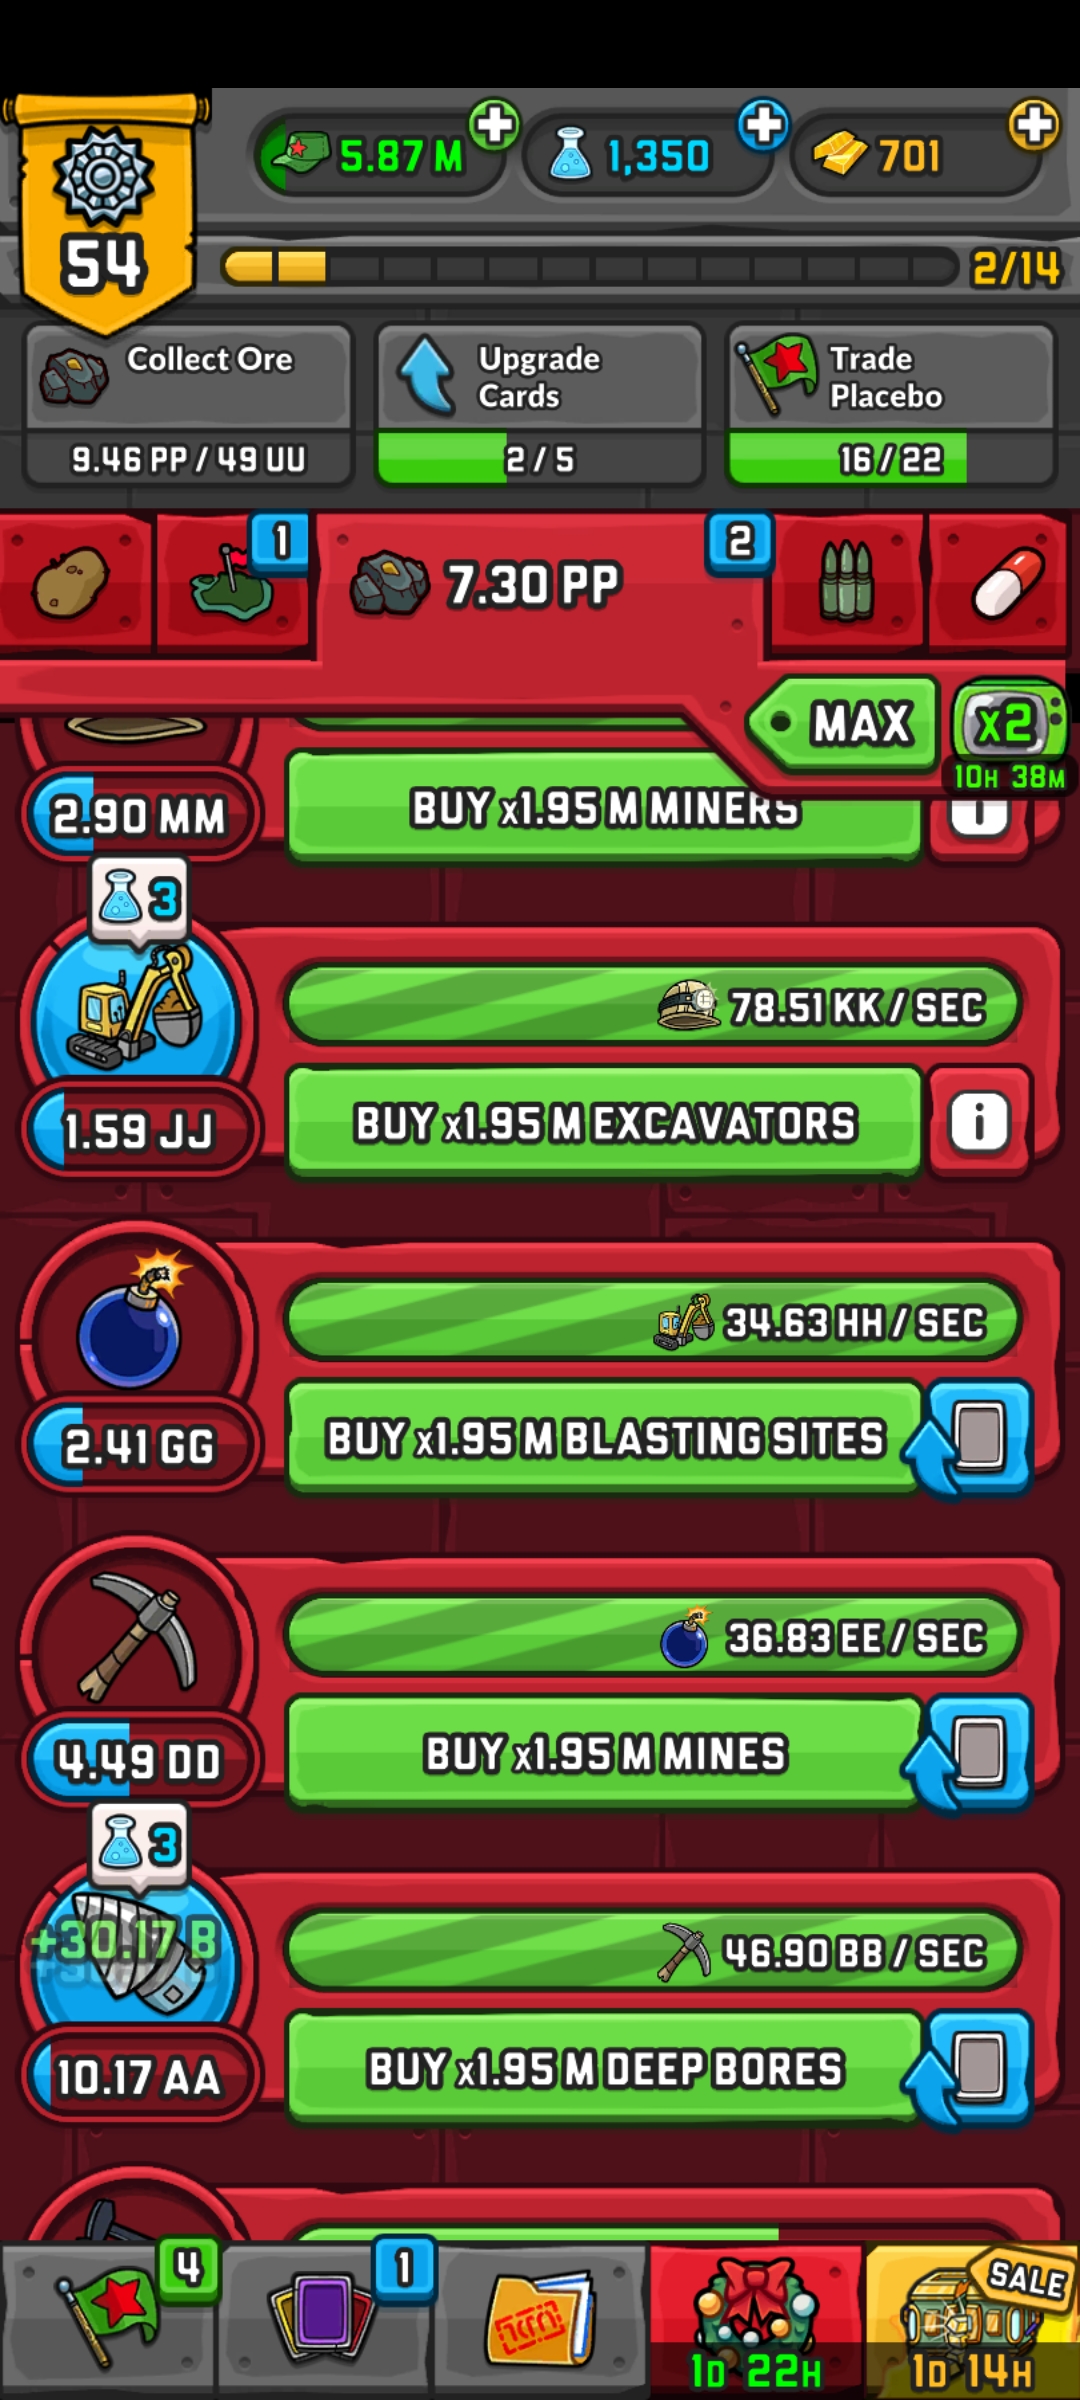 54
5.87 M
1,350
701
2/14
Collect Ore
9.46 PP / 49 UU
Upgrade
Cards
2 / 5
Trade
Placebo
16 / 22
1
7.30 PP
2
MAX
X2
10H 38M
2.90 MM
BUY x1.95 M MINERS
3
78.51 KK / SEC
1.59 JJ
BUY x1.95 M EXCAVATORS
i
34.63 HH / SEC
2.41 GG
BUY x1.95 M BLASTING SITES
36.83 EE / SEC
4.49 DD
BUY x1.95 M MINES
3
+30.17 B
46.90 BB / SEC
10.17 AA
BUY x1.95 M DEEP BORES
4
1
SALE
1D 22H
1D 14H